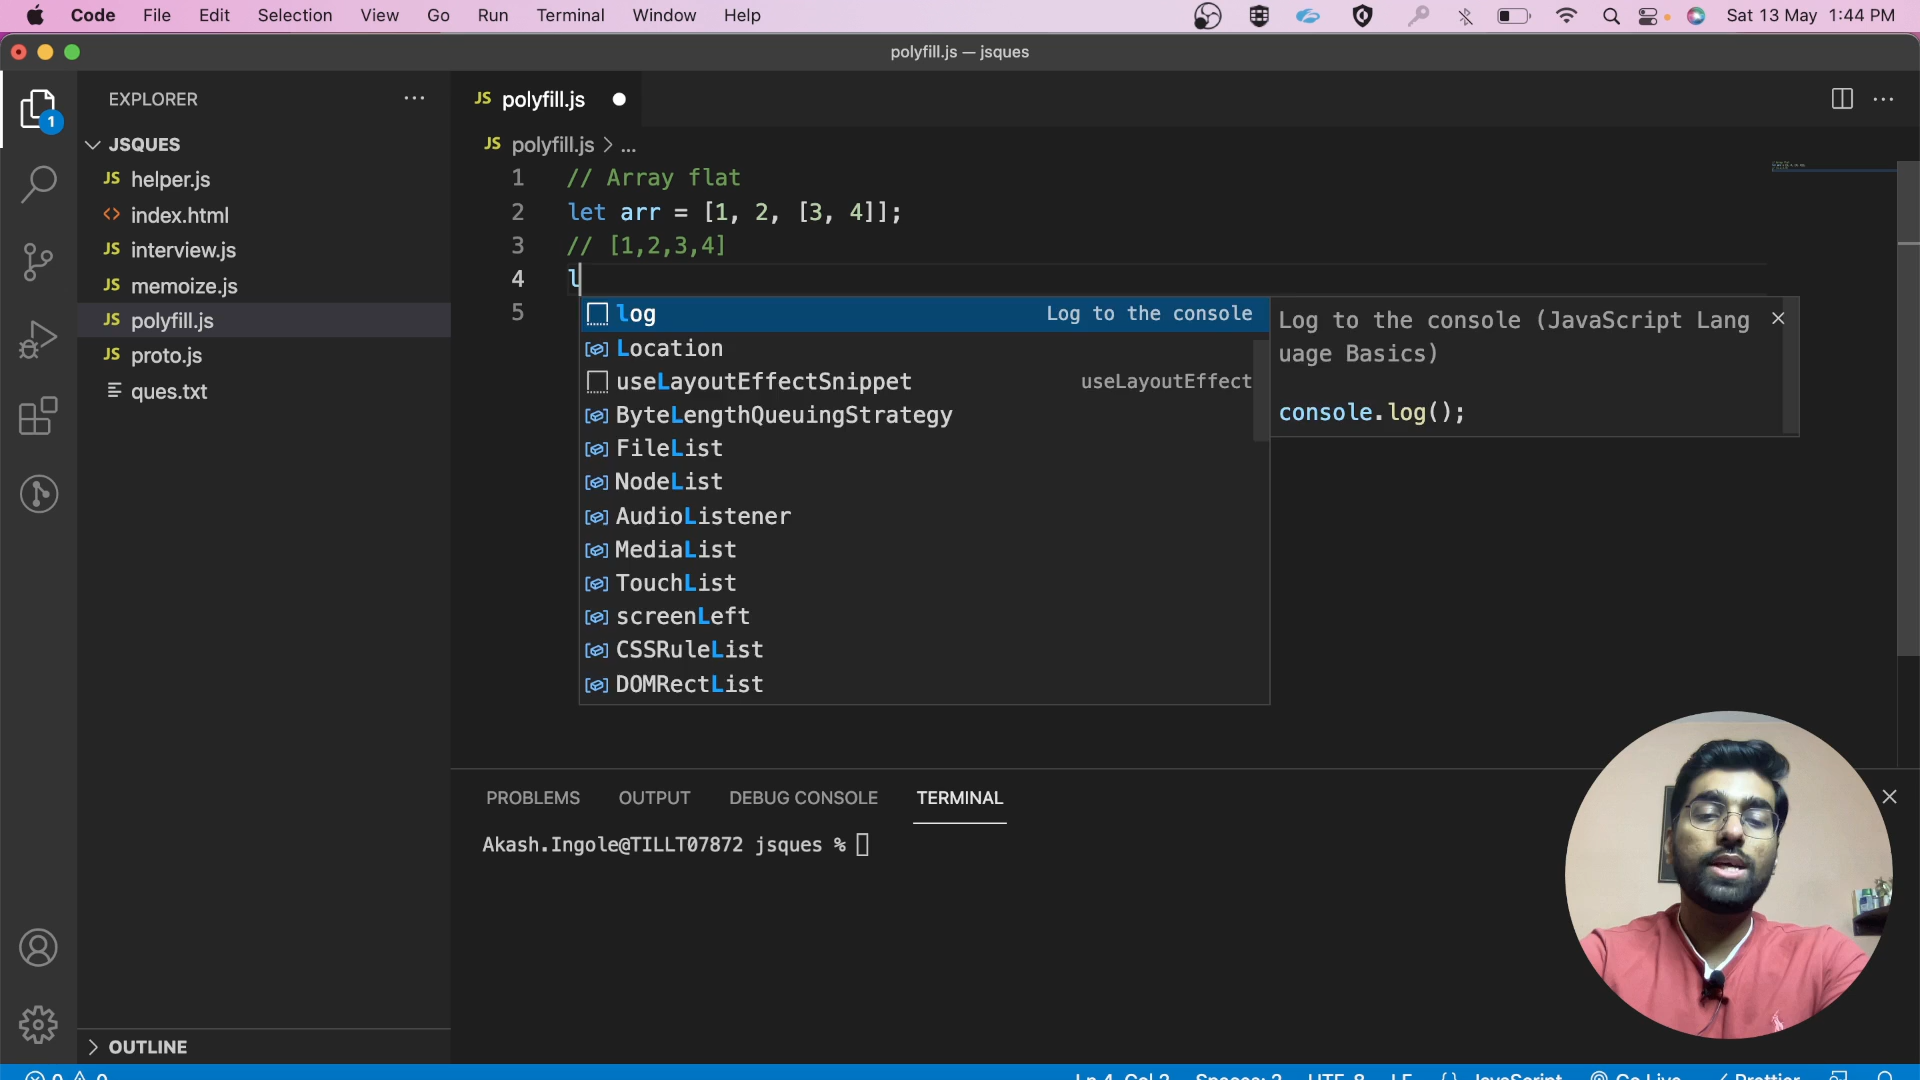 Code File Edit Selection View Go Run Terminal Window Help Sat 13 May 1:44 PM
polyfill.js — jsques
EXPLORER ...
JS polyfill.js
1
JSQUES
JS polyfill.js > ...
JS helper.js
<> index.html
JS interview.js
JS memoize.js
JS polyfill.js
JS proto.js
ques.txt
1 // Array flat
2 let arr = [1, 2, [3, 4]];
3 // [1,2,3,4]
4 l
5
log Log to the console
Location
useLayoutEffectSnippet useLayoutEffect
ByteLengthQueuingStrategy
FileList
NodeList
AudioListener
MediaList
TouchList
screenLeft
CSSRuleList
DOMRectList
Log to the console (JavaScript Lang
uage Basics)
console.log();
PROBLEMS OUTPUT DEBUG CONSOLE TERMINAL
Akash.Ingole@TILLT07872 jsques %
OUTLINE
0 0 Ln 4, Col 2 Spaces: 2 UTF-8 LF {} JavaScript Go Live Prettier